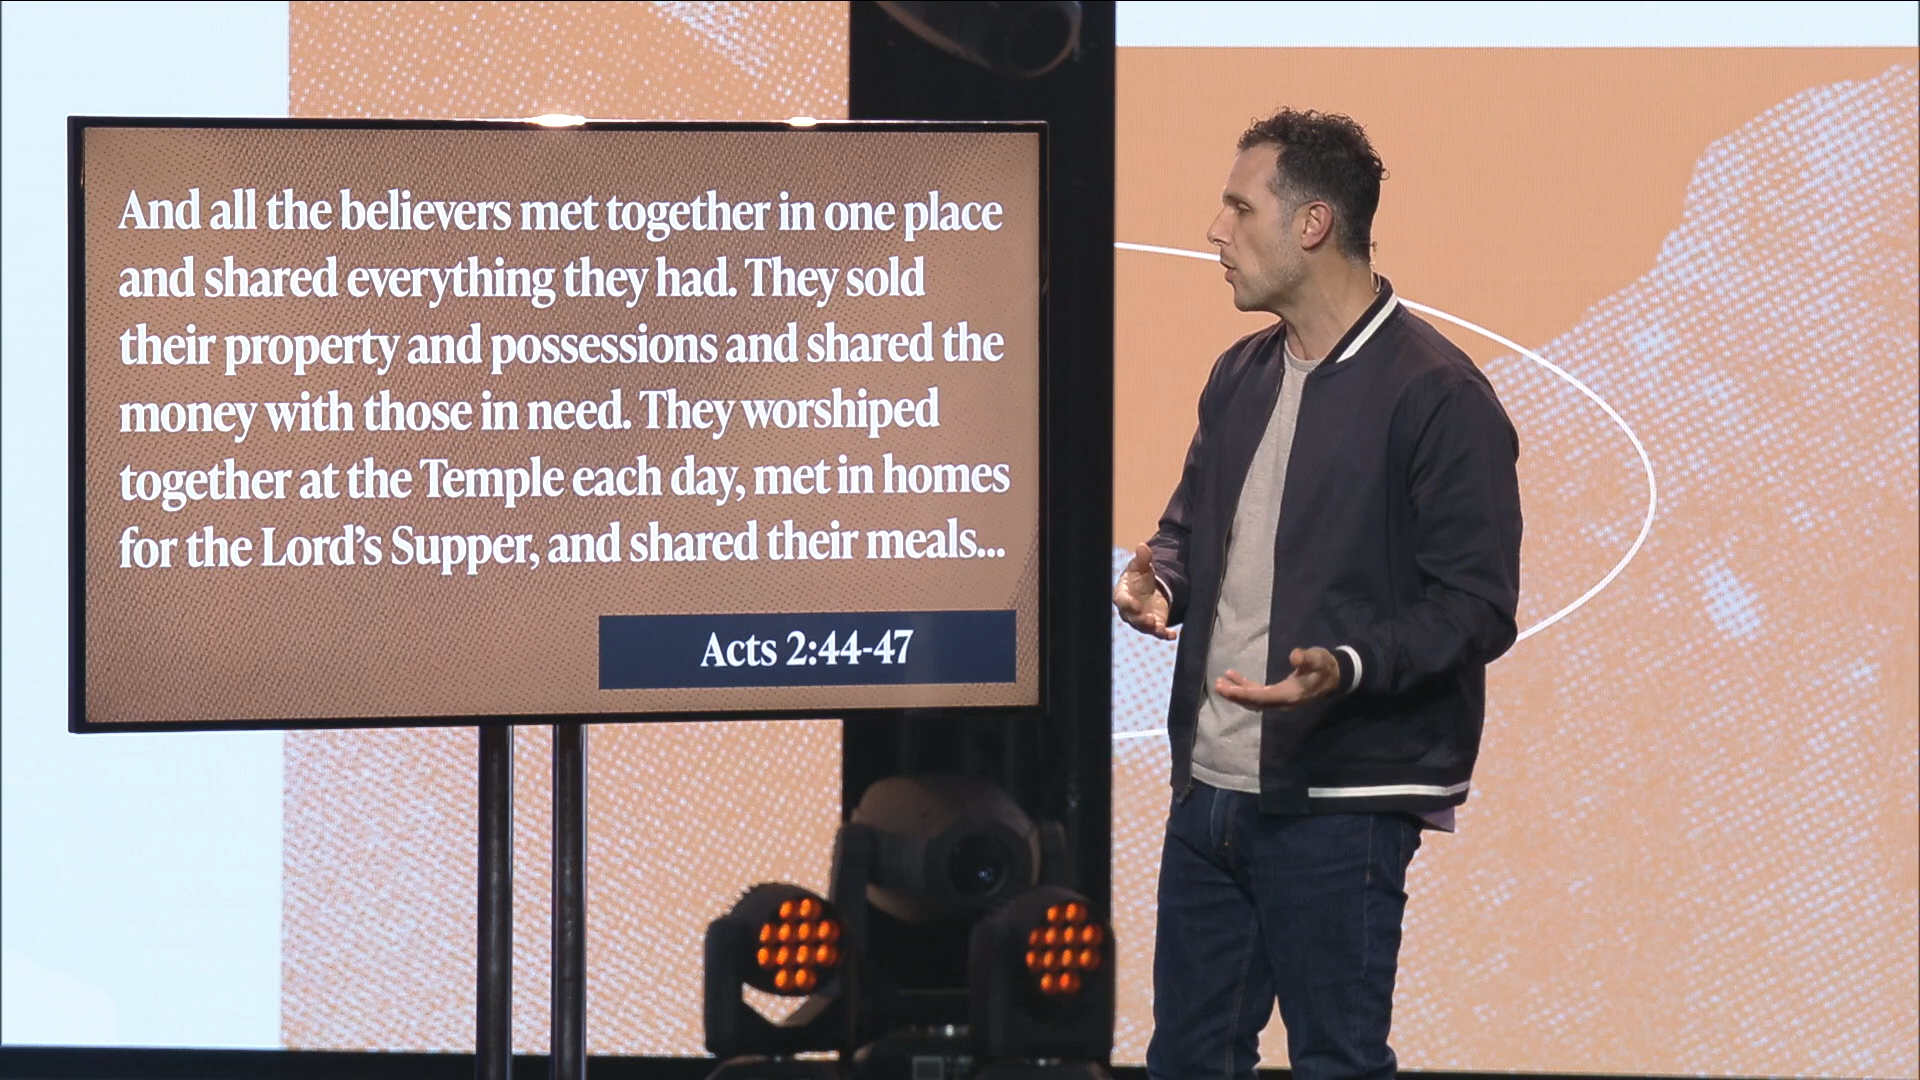 And all the believers met together in one place
and shared everything they had. They sold
their property and possessions and shared the
money with those in need. They worshiped
together at the Temple each day, met in homes
for the Lord’s Supper, and shared their meals...
Acts 2:44-47